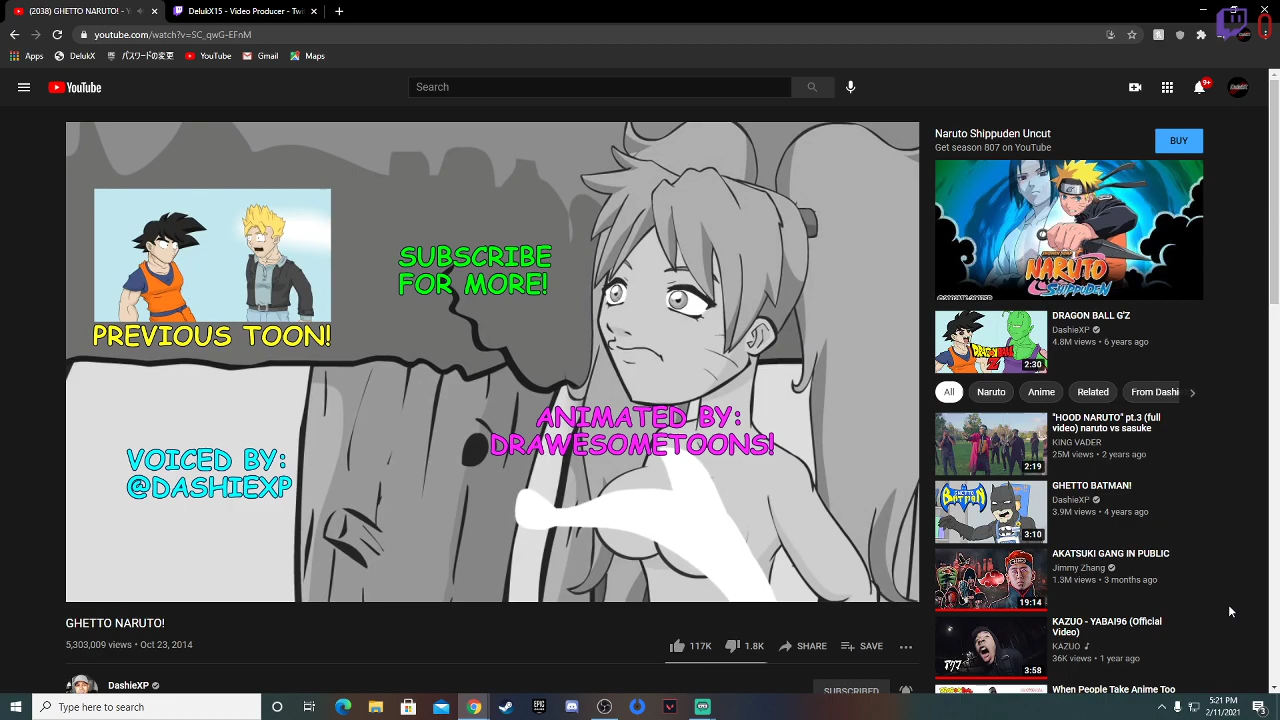 (2038) GHETTO NARUTO! - Y
DelukX15 - Video Producer - Twi
youtube.com/watch?v=SC_qwG-EFnM
Apps
DelukX
パスワードの変更
YouTube
Gmail
Maps
YouTube
Search
9+
PREVIOUS TOON!
SUBSCRIBE
FOR MORE!
ANIMATED BY:
DRAWESOMETOONS!
VOICED BY:
@DASHIEXP
GHETTO NARUTO!
5,303,009 views • Oct 23, 2014
117K
1.8K
SHARE
SAVE
DashieXP
SUBSCRIBED
Naruto Shippuden Uncut
Get season 807 on YouTube
BUY
NARUTO
SHIPPUDEN
DRAGON BALL G'Z
DashieXP
4.8M views • 6 years ago
2:30
All
Naruto
Anime
Related
From Dashi
"HOOD NARUTO" pt.3 (full
video) naruto vs sasuke
KING VADER
25M views • 2 years ago
2:19
GHETTO BATMAN!
DashieXP
3.9M views • 4 years ago
3:10
AKATSUKI GANG IN PUBLIC
Jimmy Zhang
1.3M views • 3 months ago
19:14
KAZUO - YABAI96 (Official
Video)
KAZUO
36K views • 1 year ago
3:58
When People Take Anime Too
Type here to search
5:21 PM
2/11/2021